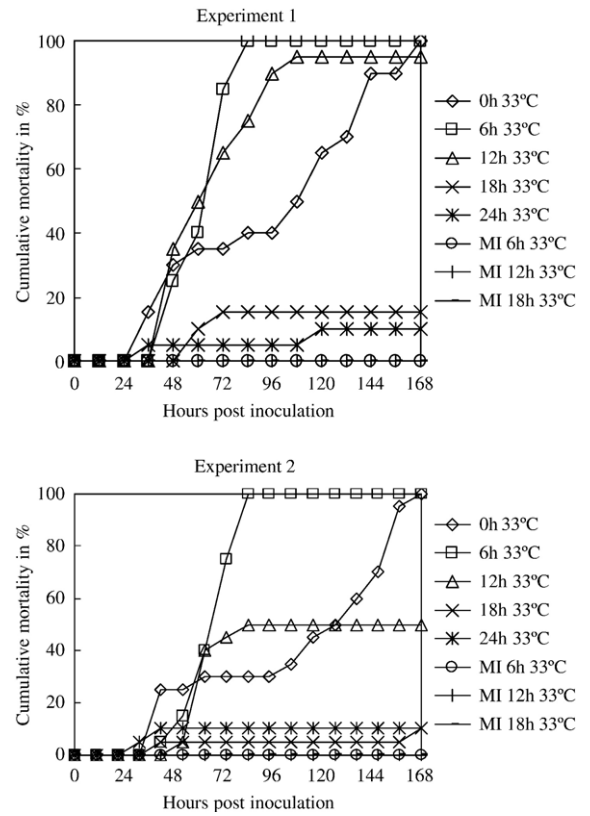 Experiment 1
Cumulative mortality in %
100
80
60
40
20
0
0 24 48 72 96 120 144 168
Hours post inoculation
0h 33ºC
6h 33ºC
12h 33ºC
18h 33ºC
24h 33ºC
MI 6h 33ºC
MI 12h 33ºC
MI 18h 33ºC
Experiment 2
Cumulative mortality in %
100
80
60
40
20
0
0 24 48 72 96 120 144 168
Hours post inoculation
0h 33ºC
6h 33ºC
12h 33ºC
18h 33ºC
24h 33ºC
MI 6h 33ºC
MI 12h 33ºC
MI 18h 33ºC